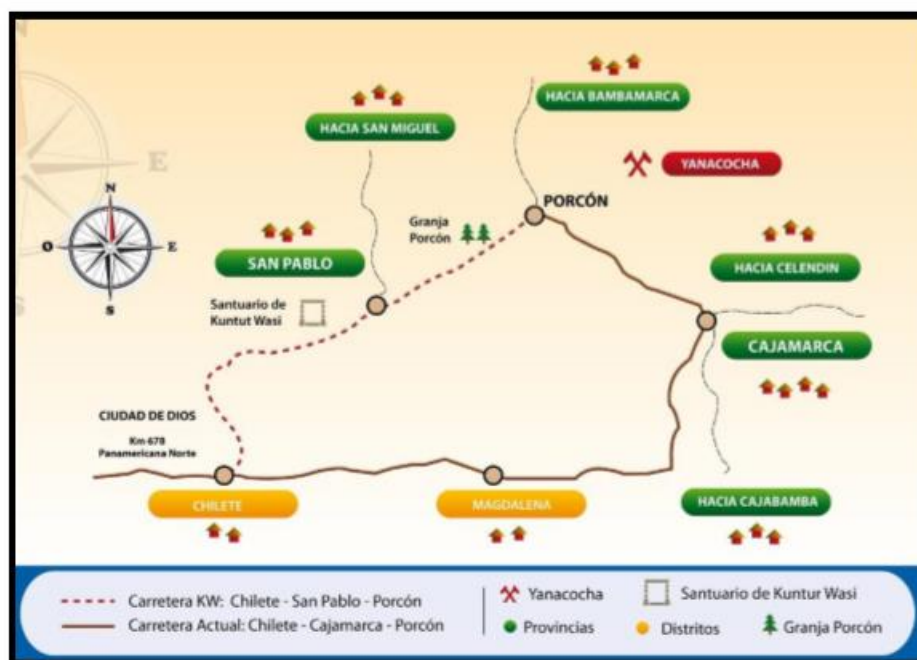 HACIA BAMBAMARCA
HACIA SAN MIGUEL
YANACOCHA
E
N
O
E
S
PORCÓN
Granja
Porcón
SAN PABLO
HACIA CELENDIN
Santuario de
Kuntut Wasi
CAJAMARCA
CIUDAD DE DIOS
Km 678
Panamericana Norte
CHILETE
MAGDALENA
HACIA CAJABAMBA
Carretera KW: Chilete - San Pablo - Porcón
Carretera Actual: Chilete - Cajamarca - Porcón
Yanacocha
Santuario de Kuntur Wasi
Provincias
Distritos
Granja Porcón